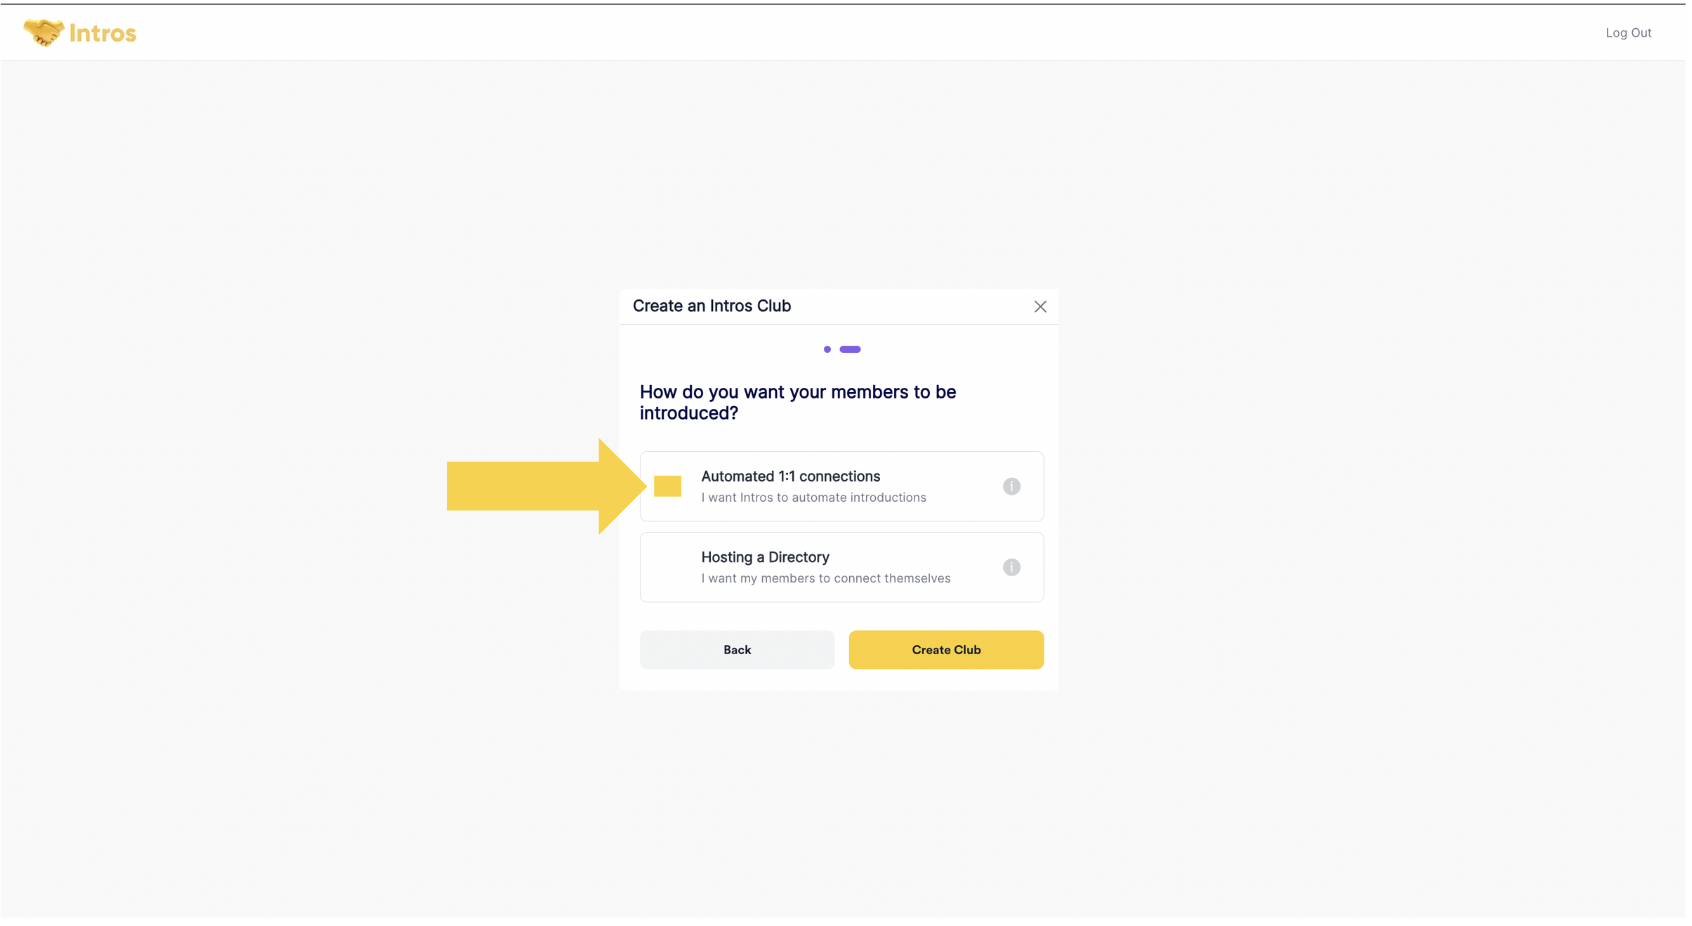 Intros
Log Out
Create an Intros Club
How do you want your members to be
introduced?
Automated 1:1 connections
I want Intros to automate introductions
Hosting a Directory
I want my members to connect themselves
Back
Create Club